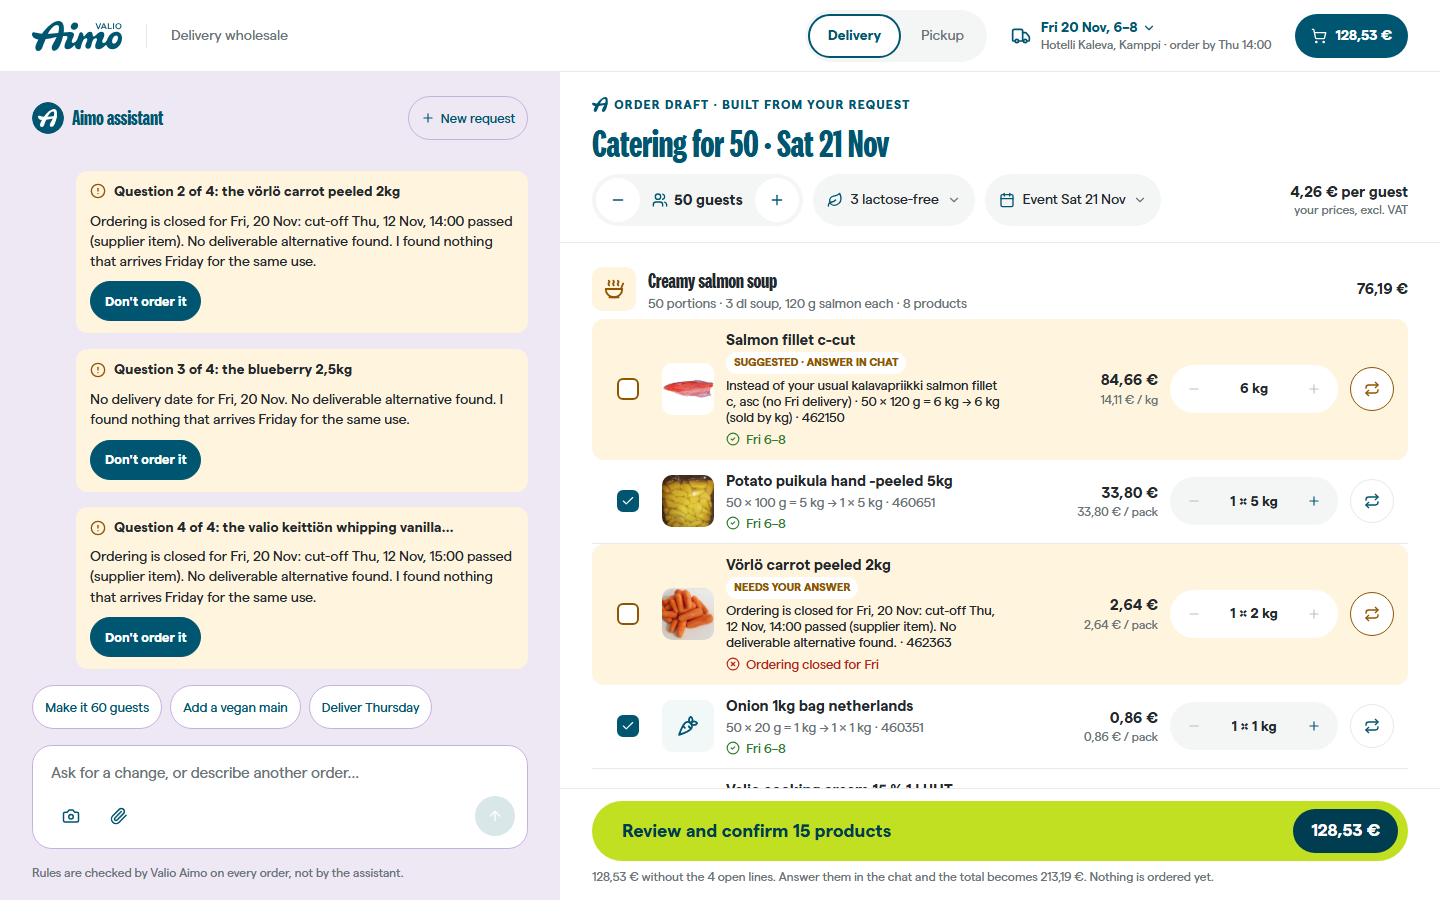 VALIO
Aimo
Delivery wholesale
Delivery
Pickup
Fri 20 Nov, 6–8
Hotelli Kaleva, Kamppi · order by Thu 14:00
128,53 €
Aimo assistant
New request
Question 2 of 4: the vörlö carrot peeled 2kg
Ordering is closed for Fri, 20 Nov: cut-off Thu, 12 Nov, 14:00 passed
(supplier item). No deliverable alternative found. I found nothing
that arrives Friday for the same use.
Don't order it
Question 3 of 4: the blueberry 2,5kg
No delivery date for Fri, 20 Nov. No deliverable alternative found. I
found nothing that arrives Friday for the same use.
Don't order it
Question 4 of 4: the valio keittiön whipping vanilla...
Ordering is closed for Fri, 20 Nov: cut-off Thu, 12 Nov, 15:00 passed
(supplier item). No deliverable alternative found. I found nothing
that arrives Friday for the same use.
Don't order it
Make it 60 guests
Add a vegan main
Deliver Thursday
Ask for a change, or describe another order...
Rules are checked by Valio Aimo on every order, not by the assistant.
ORDER DRAFT · BUILT FROM YOUR REQUEST
Catering for 50 · Sat 21 Nov
50 guests
3 lactose-free
Event Sat 21 Nov
4,26 € per guest
your prices, excl. VAT
Creamy salmon soup
50 portions · 3 dl soup, 120 g salmon each · 8 products
76,19 €
Salmon fillet c-cut
SUGGESTED · ANSWER IN CHAT
Instead of your usual kalavapriikki salmon fillet
c, asc (no Fri delivery) · 50 × 120 g = 6 kg → 6 kg
(sold by kg) · 462150
Fri 6–8
84,66 €
14,11 € / kg
6 kg
Potato puikula hand -peeled 5kg
50 × 100 g = 5 kg → 1 × 5 kg · 460651
Fri 6–8
33,80 €
33,80 € / pack
1 × 5 kg
Vörlö carrot peeled 2kg
NEEDS YOUR ANSWER
Ordering is closed for Fri, 20 Nov: cut-off Thu,
12 Nov, 14:00 passed (supplier item). No
deliverable alternative found. · 462363
Ordering closed for Fri
2,64 €
2,64 € / pack
1 × 2 kg
Onion 1kg bag netherlands
50 × 20 g = 1 kg → 1 × 1 kg · 460351
Fri 6–8
0,86 €
0,86 € / pack
1 × 1 kg
Valio cooking cream 15 % 1 l UHT
Review and confirm 15 products
128,53 €
128,53 € without the 4 open lines. Answer them in the chat and the total becomes 213,19 €. Nothing is ordered yet.